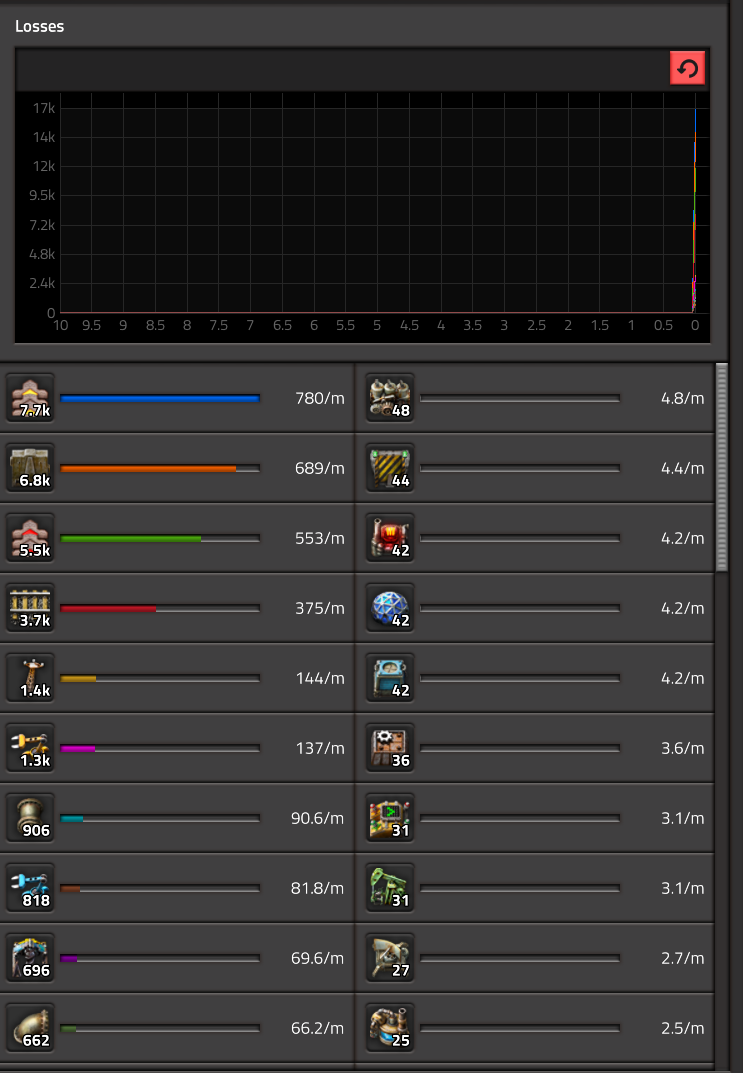 Losses
17k
14k
12k
9.5k
7.2k
4.8k
2.4k
0
10 9.5 9 8.5 8 7.5 7 6.5 6 5.5 5 4.5 4 3.5 3 2.5 2 1.5 1 0.5 0
7.7k 780/m 48 4.8/m
6.8k 689/m 44 4.4/m
5.5k 553/m 42 4.2/m
3.7k 375/m 42 4.2/m
1.4k 144/m 42 4.2/m
1.3k 137/m 36 3.6/m
906 90.6/m 31 3.1/m
818 81.8/m 31 3.1/m
696 69.6/m 27 2.7/m
662 66.2/m 25 2.5/m